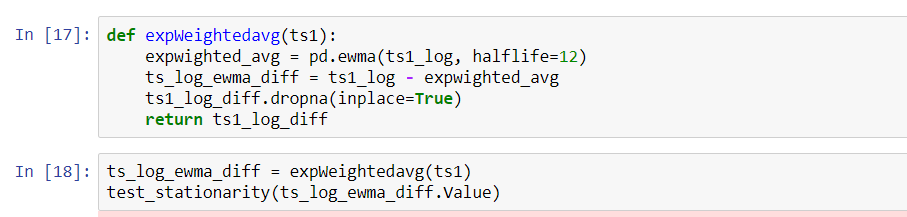 In [17]: def expWeightedavg(ts1):
    expwighted_avg = pd.ewma(ts1_log, halflife=12)
    ts_log_ewma_diff = ts1_log - expwighted_avg
    ts1_log_diff.dropna(inplace=True)
    return ts1_log_diff
In [18]: ts_log_ewma_diff = expWeightedavg(ts1)
test_stationarity(ts_log_ewma_diff.Value)